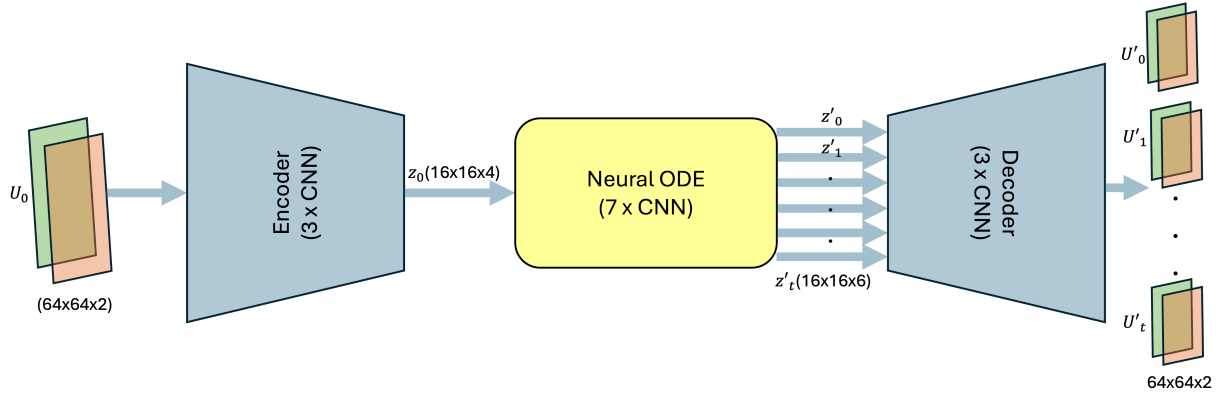 U₀
(64x64x2)
Encoder
(3 x CNN)
z₀(16x16x4)
Neural ODE
(7 x CNN)
z'₀
z'₁
.
.
.
z'ₜ(16x16x6)
Decoder
(3 x CNN)
U'₀
U'₁
.
.
.
U'ₜ
64x64x2